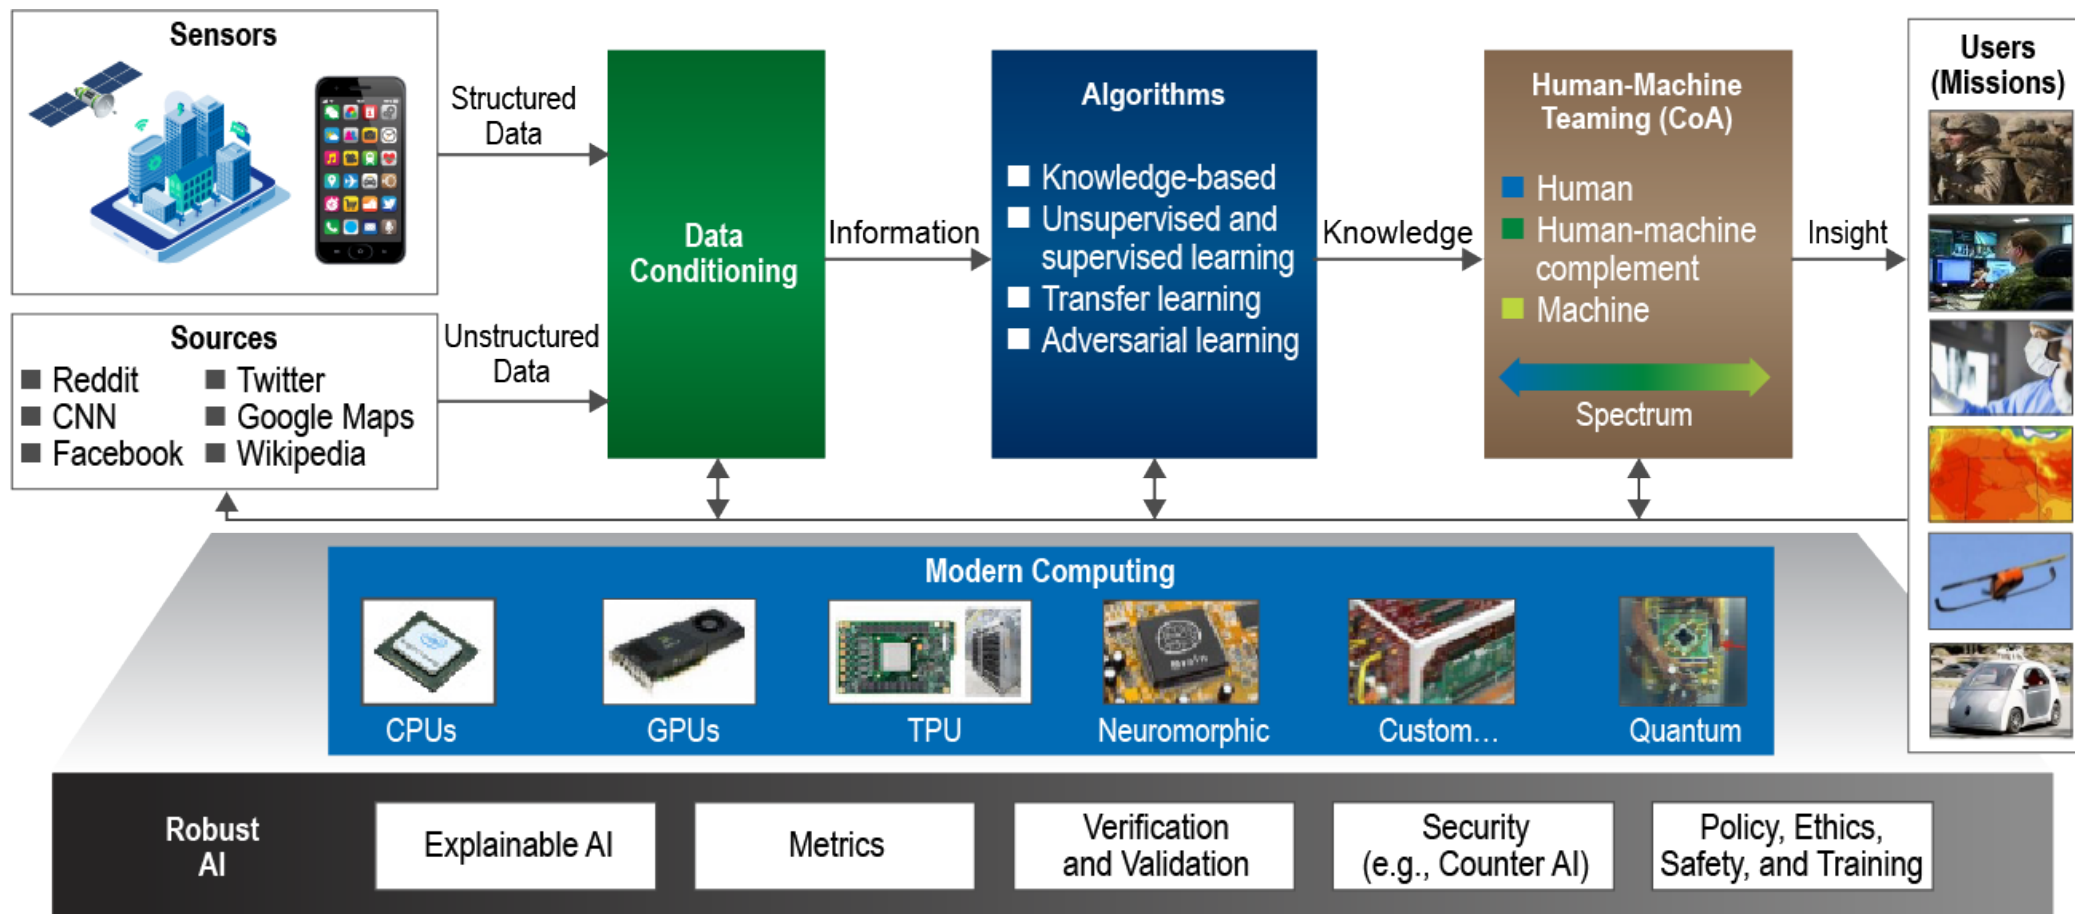 Sensors
Structured
Data
Sources
Reddit
CNN
Facebook
Twitter
Google Maps
Wikipedia
Unstructured
Data
Data
Conditioning
Information
Algorithms
Knowledge-based
Unsupervised and
supervised learning
Transfer learning
Adversarial learning
Knowledge
Human-Machine
Teaming (CoA)
Human
Human-machine
complement
Machine
Spectrum
Insight
Users
(Missions)
Modern Computing
CPUs
GPUs
TPU
Neuromorphic
Custom...
Quantum
Robust
AI
Explainable AI
Metrics
Verification
and Validation
Security
(e.g., Counter AI)
Policy, Ethics,
Safety, and Training